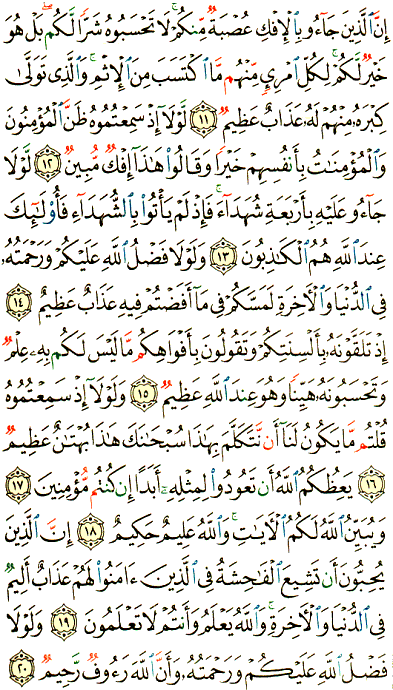 إِنَّ ٱلَّذِينَ جَآءُو بِٱلْإِفْكِ عُصْبَةٌ مِّنكُمْ ۚ لَا تَحْسَبُوهُ شَرًّا لَّكُم ۖ بَلْ هُوَ
خَيْرٌ لَّكُمْ ۚ لِكُلِّ ٱمْرِئٍ مِّنْهُم مَّا ٱكْتَسَبَ مِنَ ٱلْإِثْمِ ۚ وَٱلَّذِى تَوَلَّىٰ
كِبْرَهُۥ مِنْهُمْ لَهُۥ عَذَابٌ عَظِيمٌ ﴿١١﴾ لَّوْلَآ إِذْ سَمِعْتُمُوهُ ظَنَّ ٱلْمُؤْمِنُونَ
وَٱلْمُؤْمِنَٰتُ بِأَنفُسِهِمْ خَيْرًا وَقَالُوا۟ هَٰذَآ إِفْكٌ مُّبِينٌ ﴿١٢﴾ لَّوْلَا
جَآءُو عَلَيْهِ بِأَرْبَعَةِ شُهَدَآءَ ۚ فَإِذْ لَمْ يَأْتُوا۟ بِٱلشُّهَدَآءِ فَأُو۟لَٰٓئِكَ
عِندَ ٱللَّهِ هُمُ ٱلْكَٰذِبُونَ ﴿١٣﴾ وَلَوْلَا فَضْلُ ٱللَّهِ عَلَيْكُمْ وَرَحْمَتُهُۥ
فِى ٱلدُّنْيَا وَٱلْءَاخِرَةِ لَمَسَّكُمْ فِى مَآ أَفَضْتُمْ فِيهِ عَذَابٌ عَظِيمٌ ﴿١٤﴾
إِذْ تَلَقَّوْنَهُۥ بِأَلْسِنَتِكُمْ وَتَقُولُونَ بِأَفْوَاهِكُم مَّا لَيْسَ لَكُم بِهِۦ عِلْمٌ
وَتَحْسَبُونَهُۥ هَيِّنًا وَهُوَ عِندَ ٱللَّهِ عَظِيمٌ ﴿١٥﴾ وَلَوْلَآ إِذْ سَمِعْتُمُوهُ
قُلْتُم مَّا يَكُونُ لَنَآ أَن نَّتَكَلَّمَ بِهَٰذَا سُبْحَٰنَكَ هَٰذَا بُهْتَٰنٌ عَظِيمٌ
﴿١٦﴾ يَعِظُكُمُ ٱللَّهُ أَن تَعُودُوا۟ لِمِثْلِهِۦٓ أَبَدًا إِن كُنتُم مُّؤْمِنِينَ ﴿١٧﴾
وَيُبَيِّنُ ٱللَّهُ لَكُمُ ٱلْءَايَٰتِ ۚ وَٱللَّهُ عَلِيمٌ حَكِيمٌ ﴿١٨﴾ إِنَّ ٱلَّذِينَ
يُحِبُّونَ أَن تَشِيعَ ٱلْفَٰحِشَةُ فِى ٱلَّذِينَ ءَامَنُوا۟ لَهُمْ عَذَابٌ أَلِيمٌ
فِى ٱلدُّنْيَا وَٱلْءَاخِرَةِ ۚ وَٱللَّهُ يَعْلَمُ وَأَنتُمْ لَا تَعْلَمُونَ ﴿١٩﴾ وَلَوْلَا
فَضْلُ ٱللَّهِ عَلَيْكُمْ وَرَحْمَتُهُۥ وَأَنَّ ٱللَّهَ رَءُوفٌ رَّحِيمٌ ﴿٢٠﴾